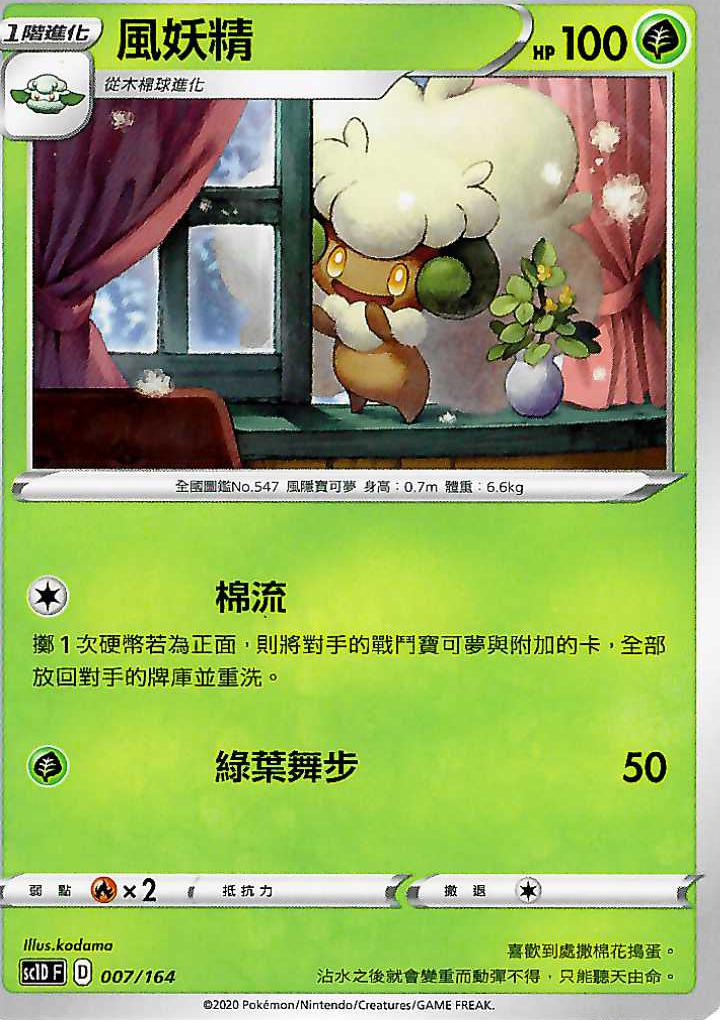 1階進化
風妖精
HP 100
從木棉球進化
全國圖鑑No.547 風隱寶可夢 身高：0.7m 體重：6.6kg
棉流
擲1次硬幣若為正面，則將對手的戰鬥寶可夢與附加的卡，全部
放回對手的牌庫並重洗。
綠葉舞步 50
弱點 ×2 抵抗力 撤退
Illus.kodama
喜歡到處撒棉花搗蛋。
sc1D F D 007/164
沾水之後就會變重而動彈不得，只能聽天由命。
©2020 Pokémon/Nintendo/Creatures/GAME FREAK.